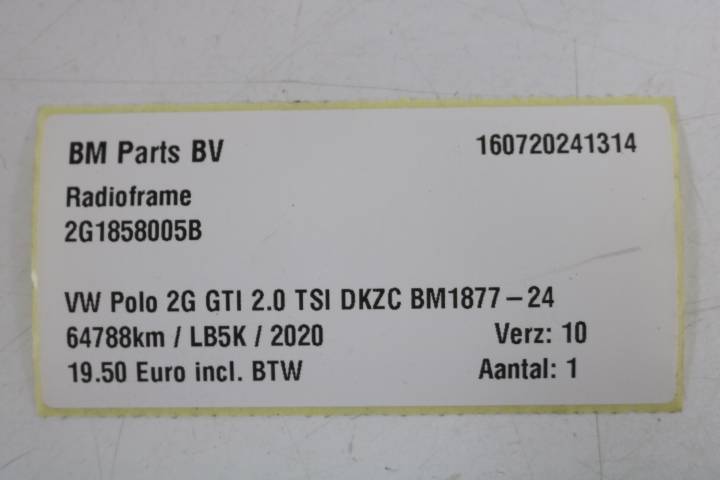 BM Parts BV 160720241314
Radioframe
2G1858005B
VW Polo 2G GTI 2.0 TSI DKZC BM1877-24
64788km / LB5K / 2020 Verz: 10
19.50 Euro incl. BTW Aantal: 1